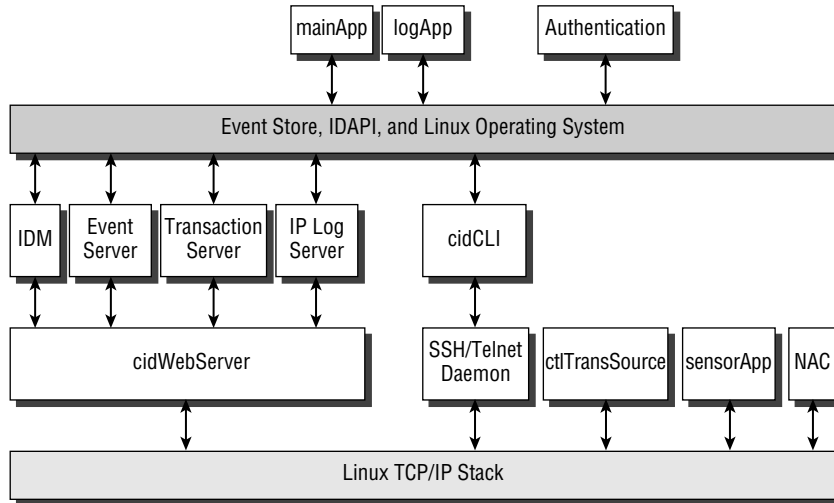 mainApp
logApp
Authentication
Event Store, IDAPI, and Linux Operating System
IDM
Event
Server
Transaction
Server
IP Log
Server
cidCLI
cidWebServer
SSH/Telnet
Daemon
ctlTransSource
sensorApp
NAC
Linux TCP/IP Stack